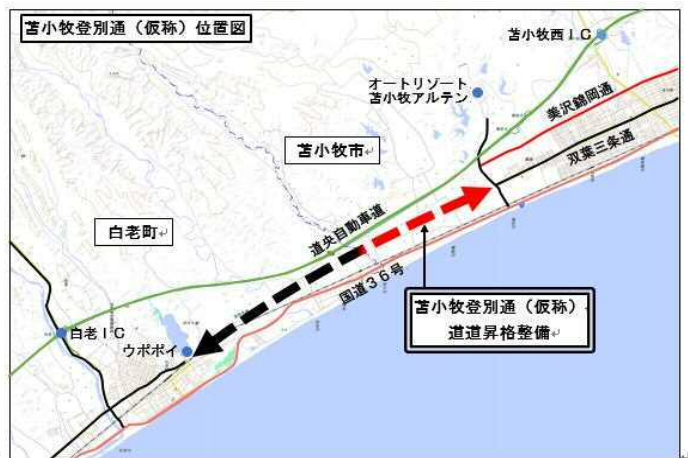 苫小牧登別通（仮称）位置図
苫小牧西ＩＣ
オートリゾート
苫小牧アルテン
美沢錦岡通
苫小牧市
双葉三条通
白老町
道央自動車道
国道３６号
苫小牧登別通（仮称）
道道昇格整備
白老ＩＣ
ウポポイ